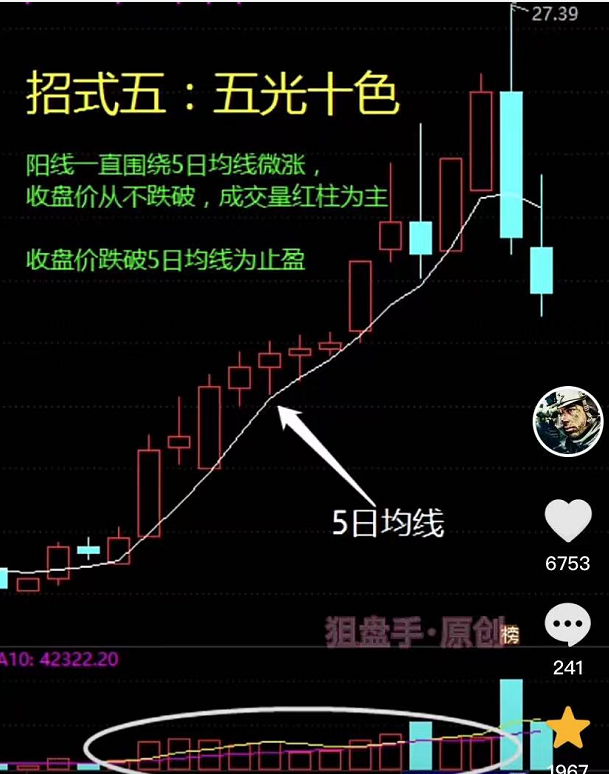 27.39
招式五：五光十色
阳线一直围绕5日均线微涨，
收盘价从不跌破，成交量红柱为主
收盘价跌破5日均线为止盈
5日均线
6753
狙盘手·原创
榜
241
A10: 42322.20
1967